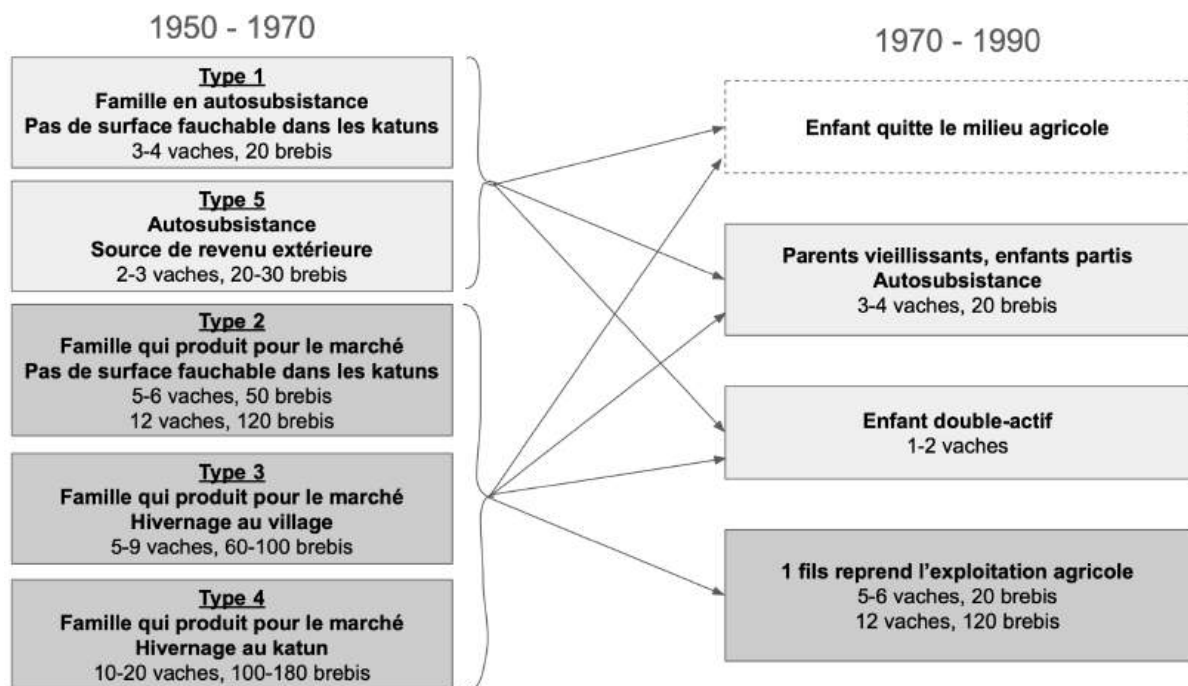 1950 - 1970
Type 1
Famille en autosubsistance
Pas de surface fauchable dans les katuns
3-4 vaches, 20 brebis
Type 5
Autosubsistance
Source de revenu extérieure
2-3 vaches, 20-30 brebis
Type 2
Famille qui produit pour le marché
Pas de surface fauchable dans les katuns
5-6 vaches, 50 brebis
12 vaches, 120 brebis
Type 3
Famille qui produit pour le marché
Hivernage au village
5-9 vaches, 60-100 brebis
Type 4
Famille qui produit pour le marché
Hivernage au katun
10-20 vaches, 100-180 brebis
1970 - 1990
Enfant quitte le milieu agricole
Parents vieillissants, enfants partis
Autosubsistance
3-4 vaches, 20 brebis
Enfant double-actif
1-2 vaches
1 fils reprend l'exploitation agricole
5-6 vaches, 20 brebis
12 vaches, 120 brebis